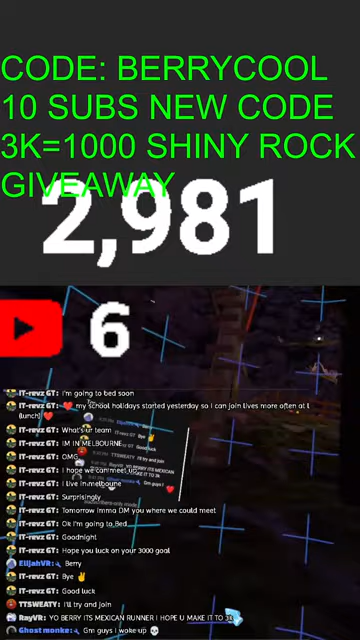 CODE: BERRYCOOL
10 SUBS NEW CODE
3K=1000 SHINY ROCK
GIVEAWAY
2,981
6
IT-revz GT: I'm going to bed soon
IT-revz GT: ❤️ my school holidays started yesterday so I can join lives more often at l
(lunch) ❤️
IT-revz GT: What's ur team
IT-revz GT: IM IN MELBOURNE
IT-revz GT: OMG
IT-revz GT: I hope we can meet up
IT-revz GT: I live in melbourne
IT-revz GT: Surprisingly
IT-revz GT: Tomorrow imma DM you where we could meet
IT-revz GT: Ok I'm going to Bed
IT-revz GT: Goodnight
IT-revz GT: Hope you luck on your 3000 goal
ElijahVR: Berry
IT-revz GT: Bye ✌️
IT-revz GT: Good luck
TTSWEATY: I'll try and join
RayVR: YO BERRY ITS MEXICAN RUNNER I HOPE U MAKE IT TO 3k
Ghost monke: Gm guys I woke up 💀